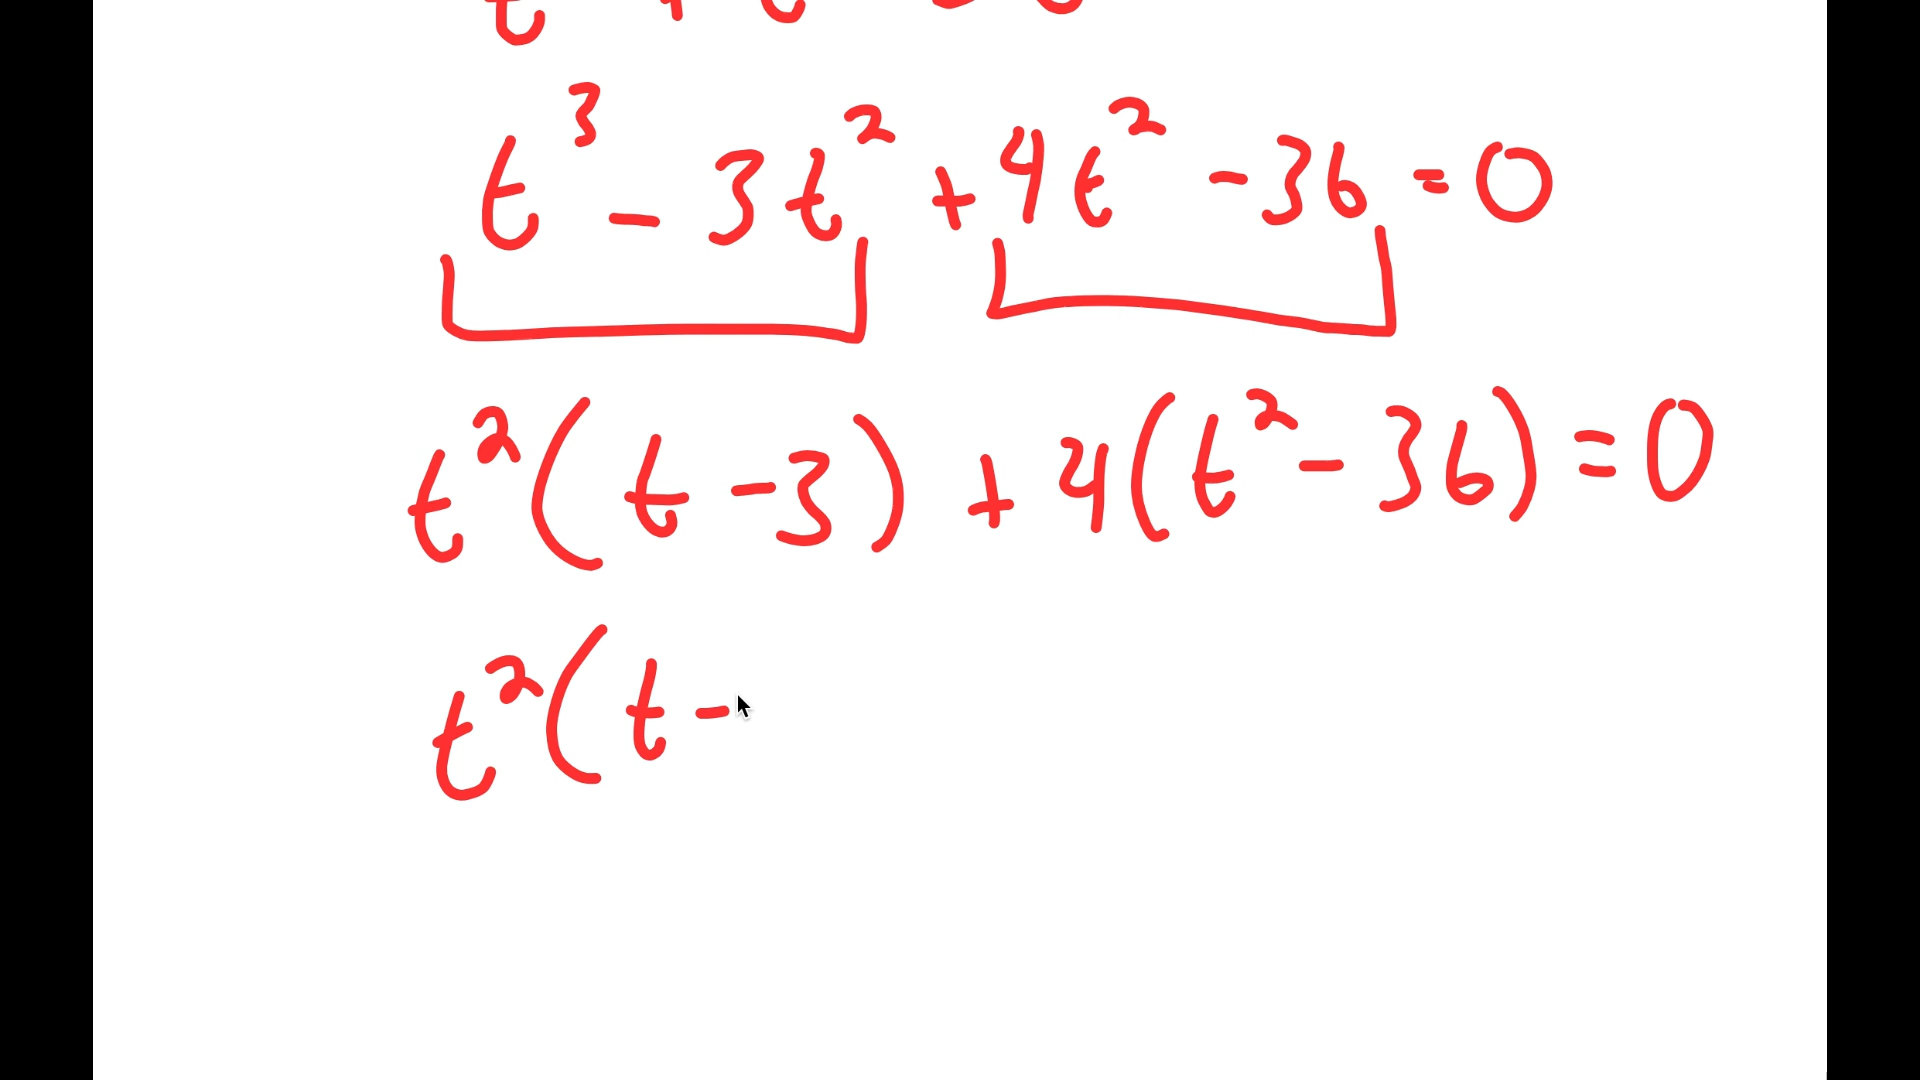 t³ - 3t² + 4t² - 36 = 0
t²(t - 3) + 4(t² - 36) = 0
t²(t -